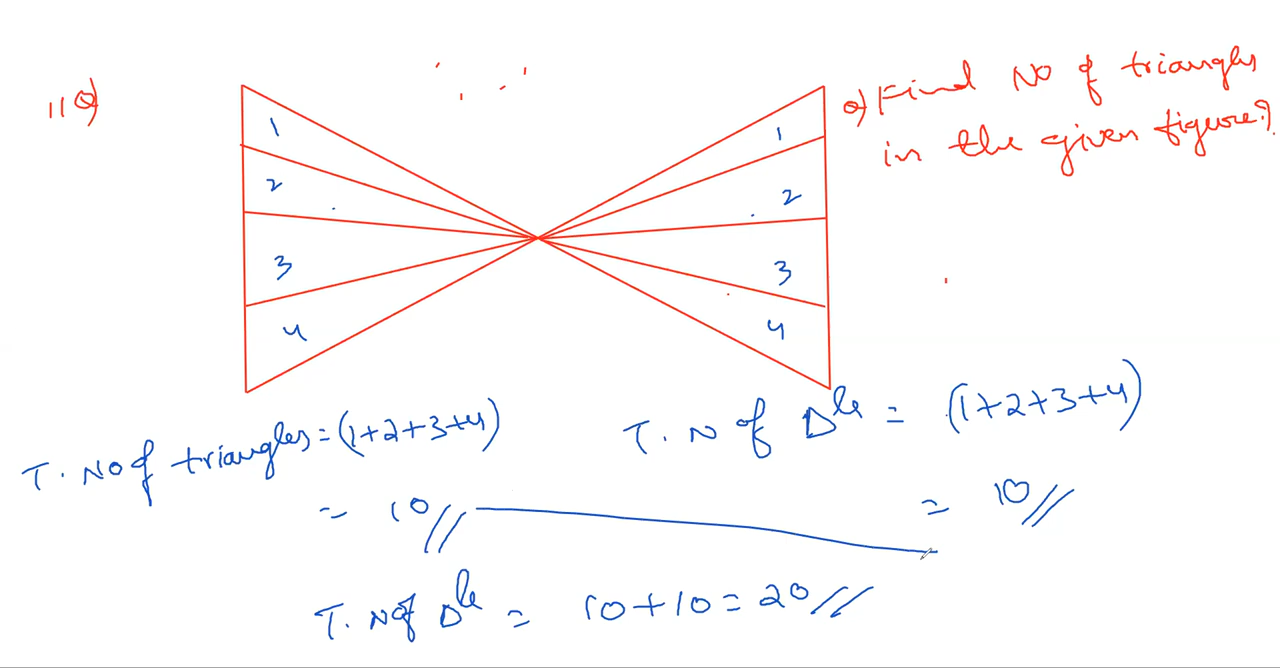 11Q)
Q) Find No of triangles
in the given figure?
1
2
3
4
1
2
3
4
T. No of triangles = (1+2+3+4)
= 10//
T. N of Δle = (1+2+3+4)
= 10//
T. N of Δle = 10+10 = 20//